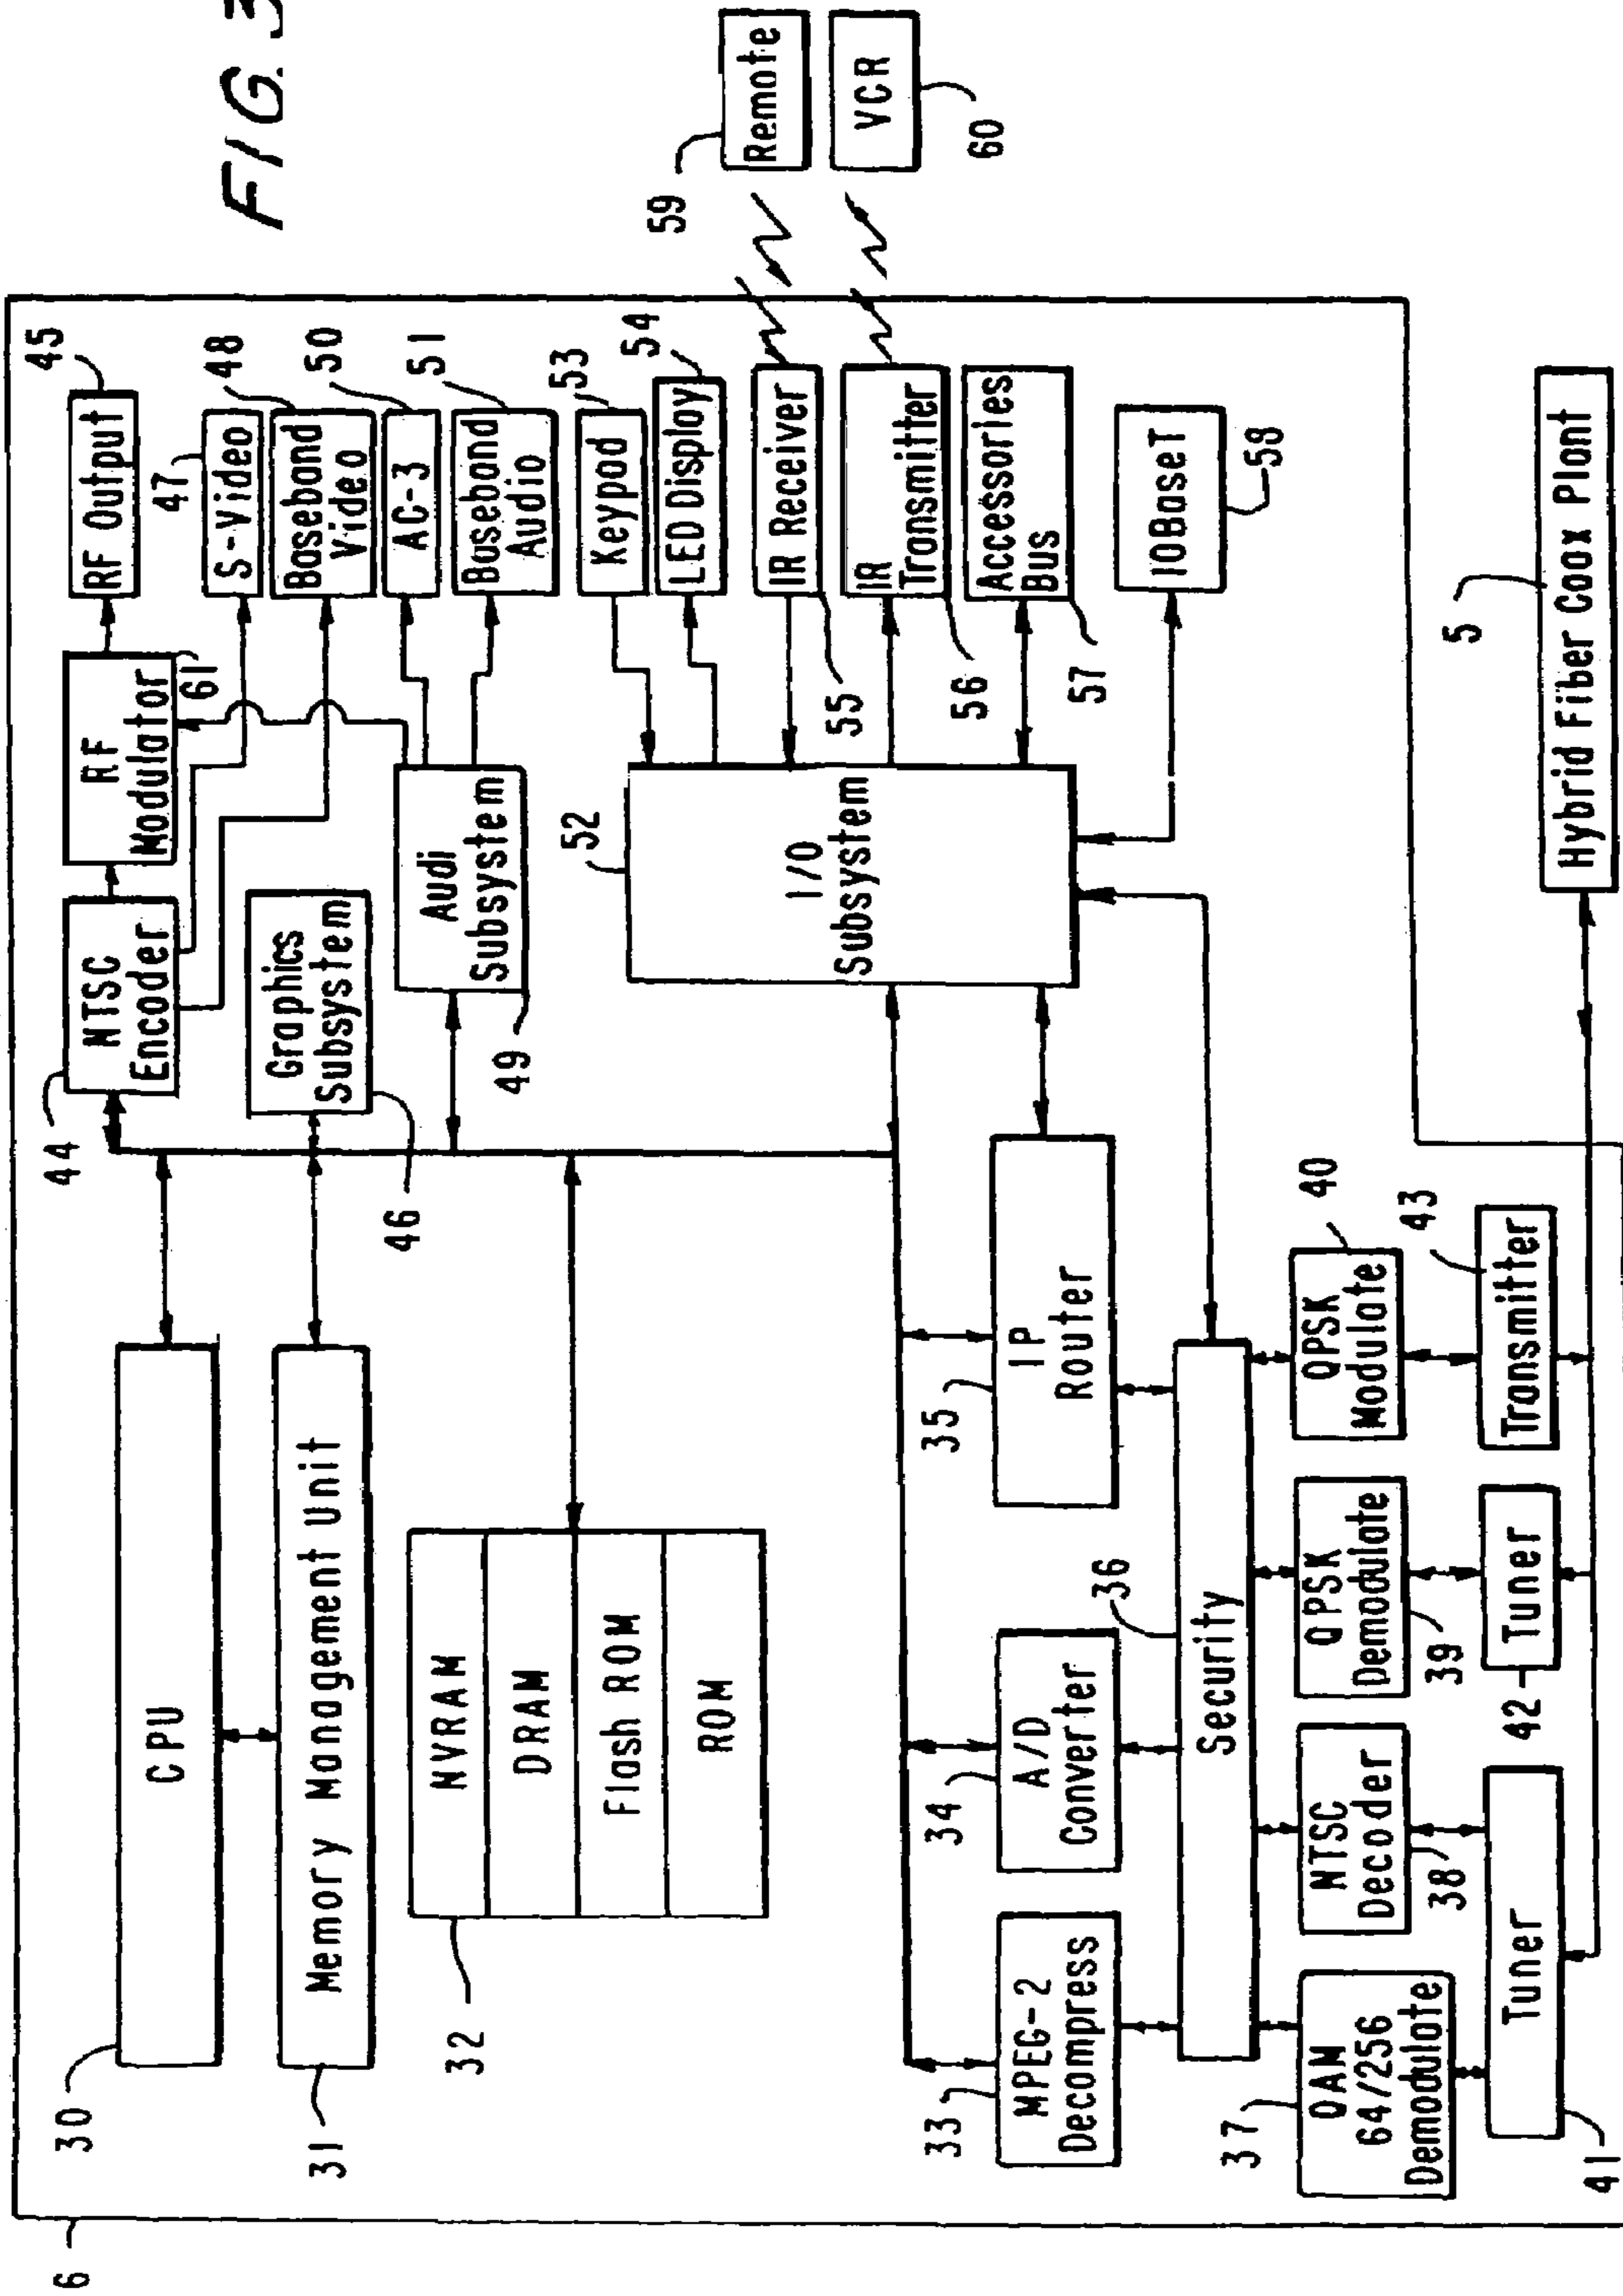 FIG. 3
6
30
CPU
31
Memory Management Unit
32
NVRAM
DRAM
Flash ROM
ROM
44
NTSC
Encoder
RF
Modulator
61
RF Output
45
47
S-Video
48
Baseband
Video
50
AC-3
51
Baseband
Audio
Graphics
Subsystem
46
Audi
Subsystem
49
52
I/O
Subsystem
53
Keypad
54
LED Display
IR Receiver
55
IR
Transmitter
56
Accessories
Bus
57
10BaseT
58
59
Remote
VCR
60
33
MPEG-2
Decompress
34
A/D
Converter
35
IP
Router
36
Security
37
QAM
64/256
Demodulate
NTSC
Decoder
38
QPSK
Demodulate
39
QPSK
Modulate
40
Tuner
41
Tuner
42
Transmitter
43
5
Hybrid Fiber Coax Plant